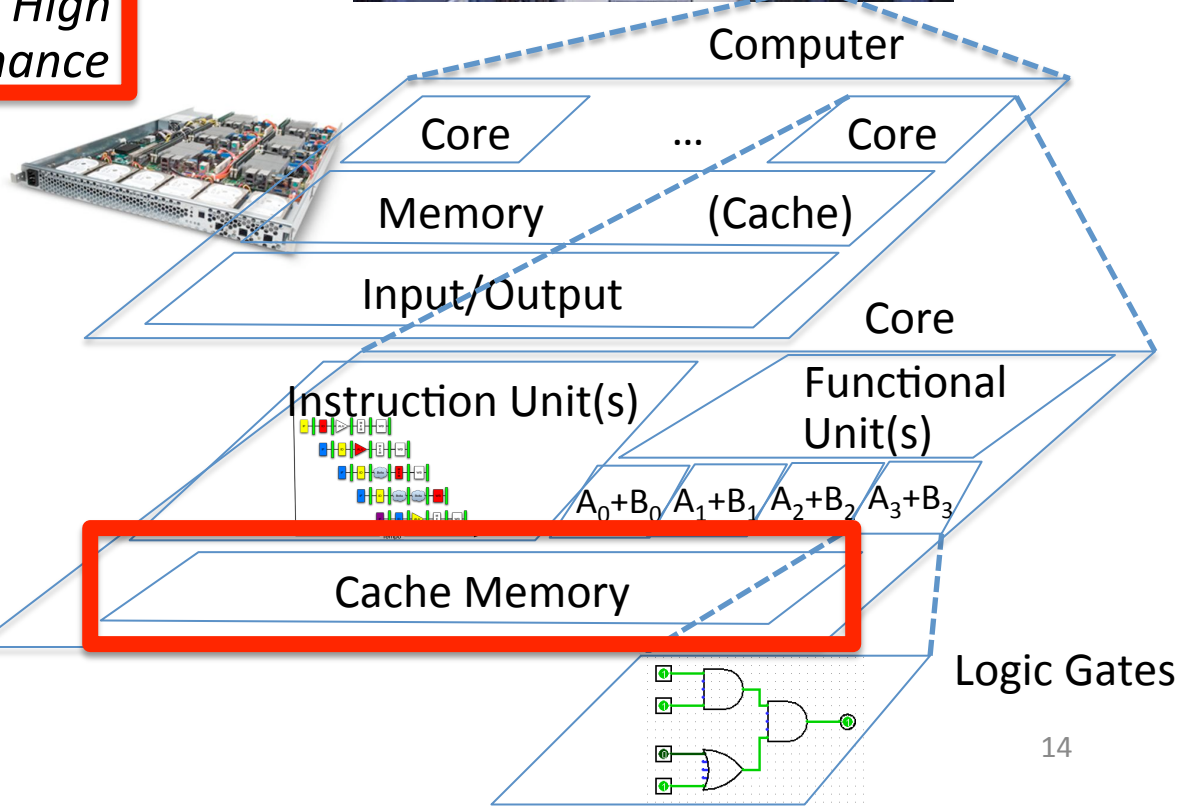 High
Computer
Core ... Core
Memory (Cache)
Input/Output
Core
Instruction Unit(s)
Functional
Unit(s)
A₀+B₀ A₁+B₁ A₂+B₂ A₃+B₃
Cache Memory
Logic Gates
14